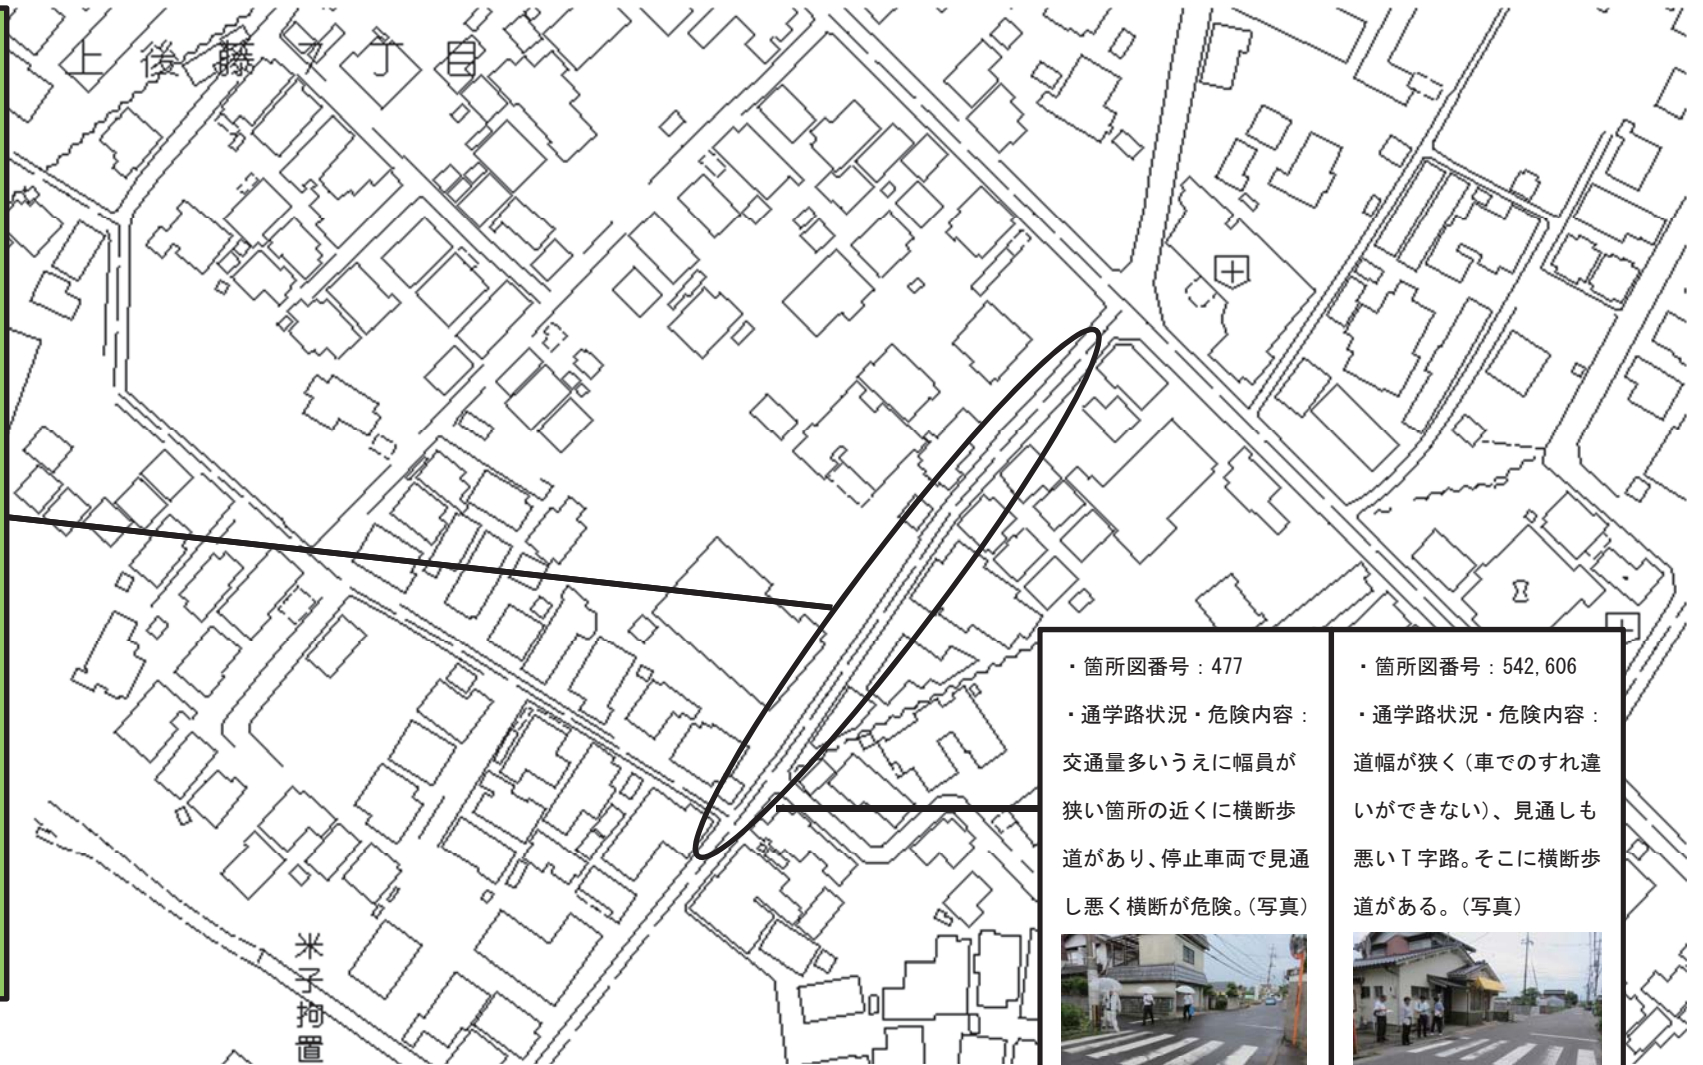 上後藤7丁目
米子拘置
・箇所図番号：477
・通学路状況・危険内容：
交通量多いうえに幅員が
狭い箇所の近くに横断歩
道があり、停止車両で見通
し悪く横断が危険。(写真)
・箇所図番号：542,606
・通学路状況・危険内容：
道幅が狭く(車でのすれ違
いができない)、見通しも
悪いT字路。そこに横断歩
道がある。(写真)